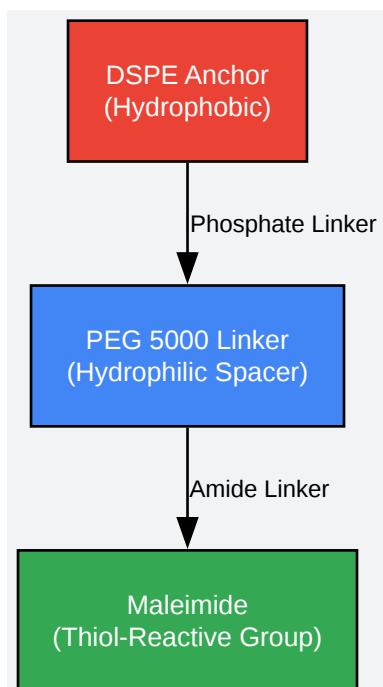 DSPE Anchor
(Hydrophobic)
Phosphate Linker
PEG 5000 Linker
(Hydrophilic Spacer)
Amide Linker
Maleimide
(Thiol-Reactive Group)